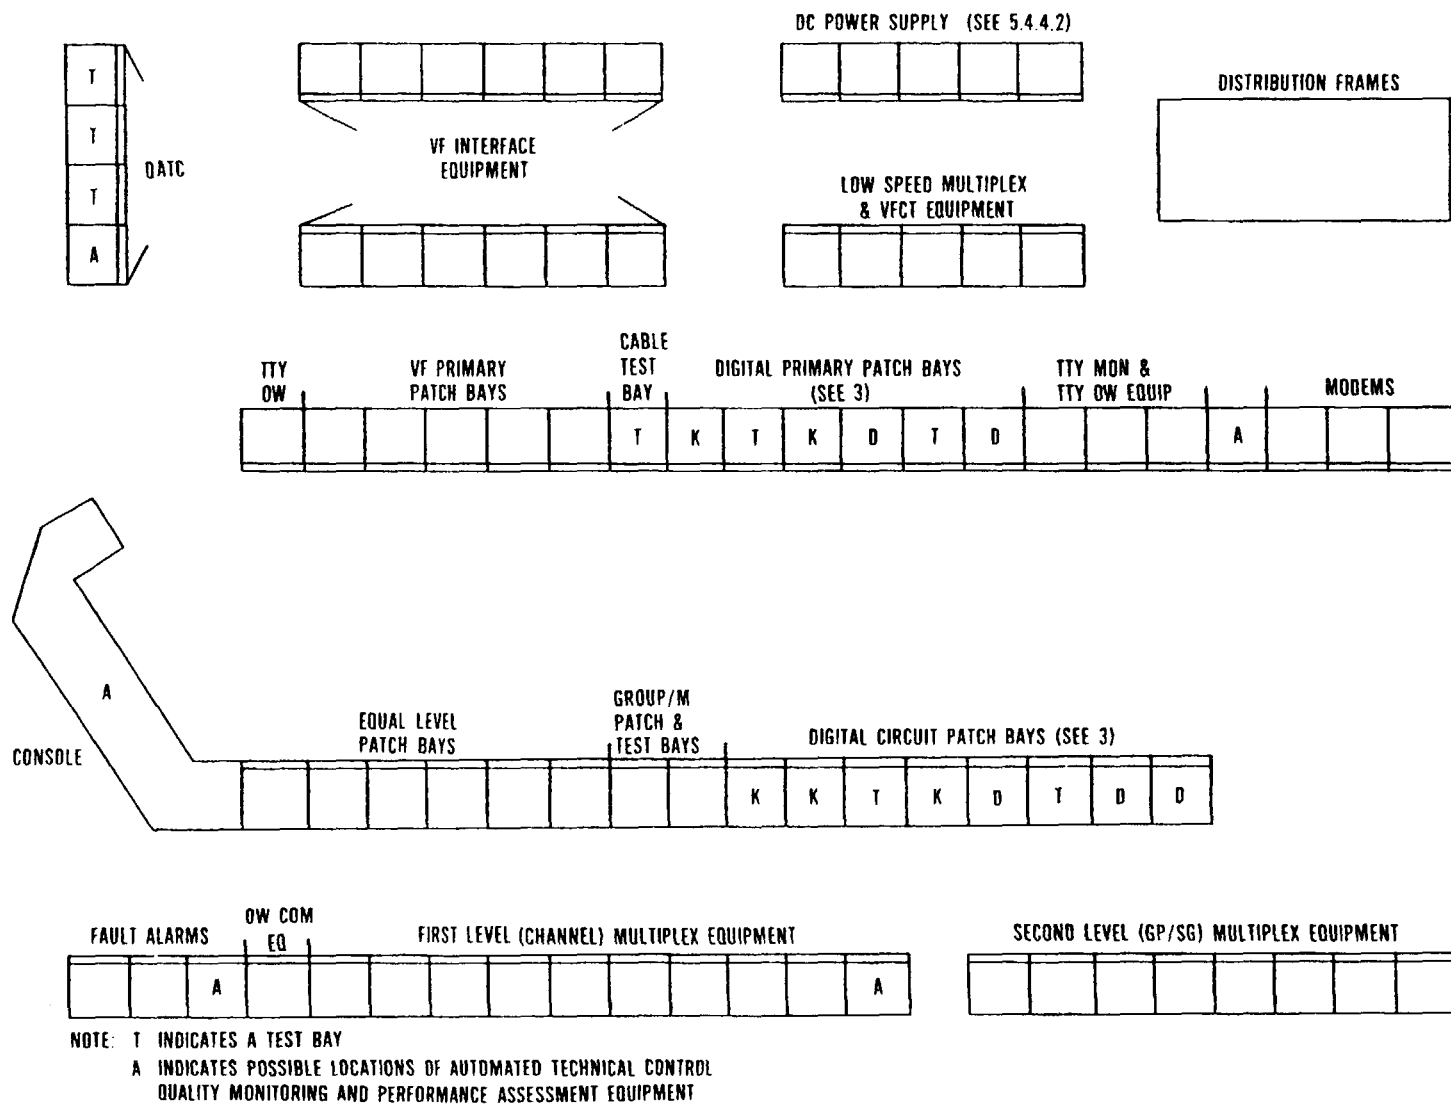 DC POWER SUPPLY (SEE 5.4.4.2)
T
T
T
A
DATC
VF INTERFACE
EQUIPMENT
DISTRIBUTION FRAMES
LOW SPEED MULTIPLEX
& VFCT EQUIPMENT
TTY
OW
VF PRIMARY
PATCH BAYS
CABLE
TEST
BAY
DIGITAL PRIMARY PATCH BAYS
(SEE 3)
TTY MON &
TTY OW EQUIP
MODEMS
T K T K D T D A
CONSOLE
A
EQUAL LEVEL
PATCH BAYS
GROUP/M
PATCH &
TEST BAYS
DIGITAL CIRCUIT PATCH BAYS (SEE 3)
K K T K D T D D
FAULT ALARMS
OW COM
EQ
FIRST LEVEL (CHANNEL) MULTIPLEX EQUIPMENT
SECOND LEVEL (GP/SG) MULTIPLEX EQUIPMENT
A A
NOTE: T INDICATES A TEST BAY
A INDICATES POSSIBLE LOCATIONS OF AUTOMATED TECHNICAL CONTROL
QUALITY MONITORING AND PERFORMANCE ASSESSMENT EQUIPMENT